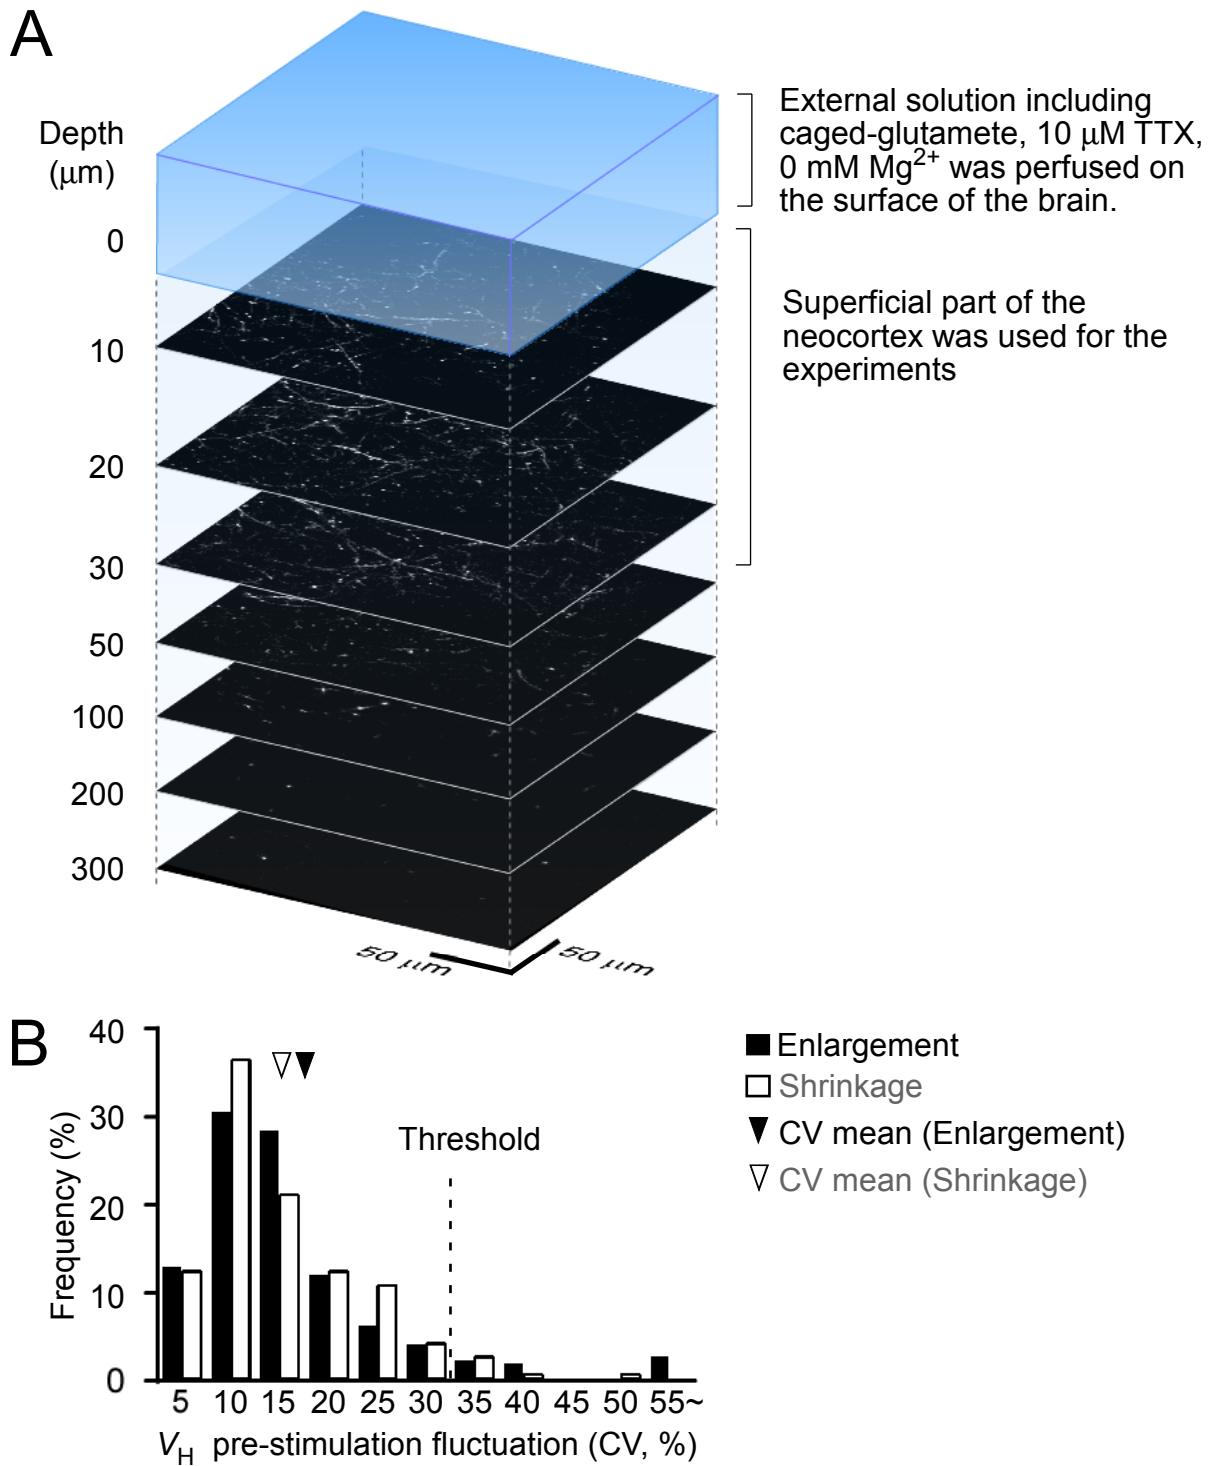 A
Depth
(μm)
0
10
20
30
50
100
200
300
External solution including
caged-glutamete, 10 μM TTX,
0 mM Mg2+ was perfused on
the surface of the brain.
Superficial part of the
neocortex was used for the
experiments
50 μm
50 μm
B
40
30
20
10
0
Frequency (%)
Threshold
Enlargement
Shrinkage
CV mean (Enlargement)
CV mean (Shrinkage)
5 10 15 20 25 30 35 40 45 50 55~
VH pre-stimulation fluctuation (CV, %)